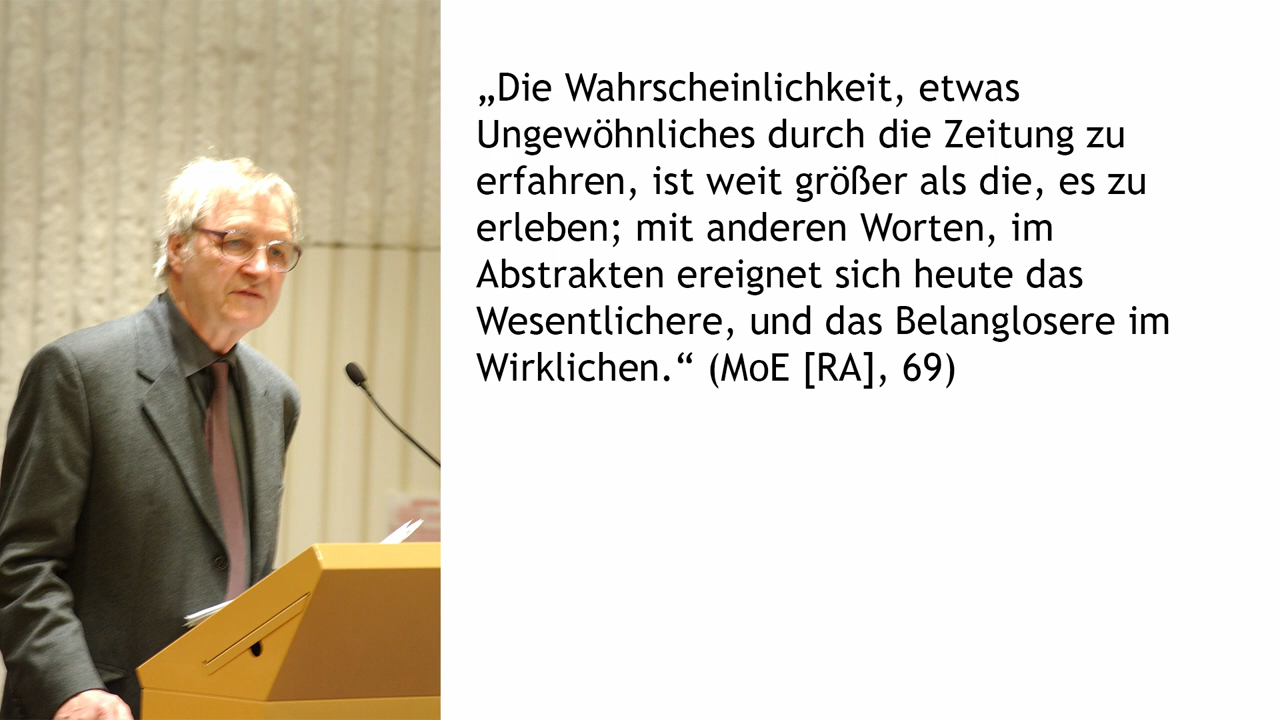 „Die Wahrscheinlichkeit, etwas
Ungewöhnliches durch die Zeitung zu
erfahren, ist weit größer als die, es zu
erleben; mit anderen Worten, im
Abstrakten ereignet sich heute das
Wesentlichere, und das Belanglosere im
Wirklichen.“ (MoE [RA], 69)